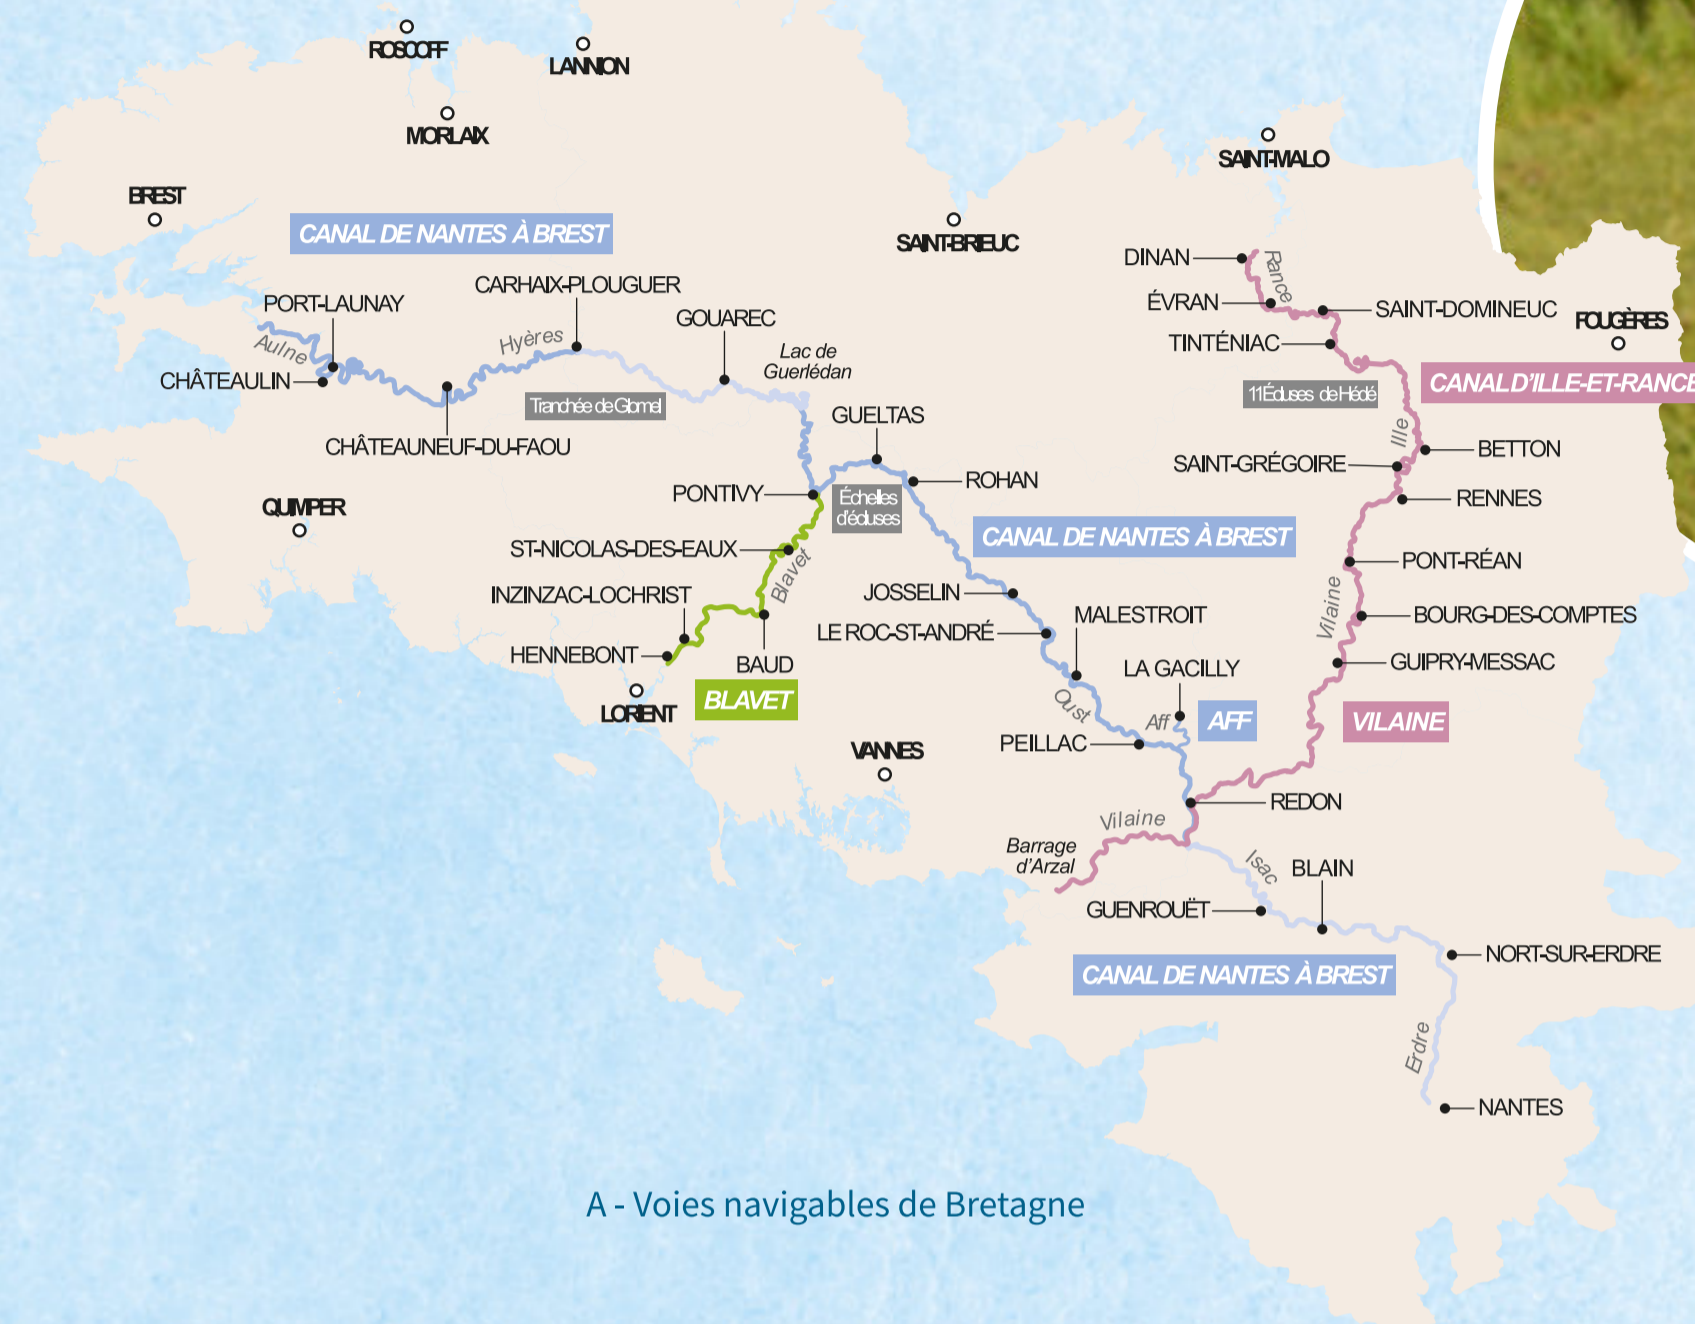 ROSCOFF
LANNION
MORLAIX
SAINT-MALO
BREST
CANAL DE NANTES À BREST
SAINT-BRIEUC
DINAN
Rance
CARHAIX-PLOUGUER
PORT-LAUNAY
ÉVRAN
SAINT-DOMINEUC
GOUAREC
FOUGÈRES
Aulne
Hyères
Lac de
Guerlédan
TINTÉNIAC
CHÂTEAULIN
CANAL D'ILLE-ET-RANCE
Tranchée de Glomel
11 Écluses de Hédé
GUELTAS
CHÂTEAUNEUF-DU-FAOU
Ille
BETTON
SAINT-GRÉGOIRE
ROHAN
PONTIVY
Échelles
d'écluses
RENNES
QUIMPER
CANAL DE NANTES À BREST
ST-NICOLAS-DES-EAUX
Blavet
PONT-RÉAN
INZINZAC-LOCHRIST
JOSSELIN
MALESTROIT
Vilaine
BOURG-DES-COMPTES
LE ROC-ST-ANDRÉ
HENNEBONT
BAUD
LA GACILLY
GUIPRY-MESSAC
BLAVET
LORIENT
Oust
Aff
AFF
VILAINE
VANNES
PEILLAC
REDON
Vilaine
Barrage
d'Arzal
Isac
BLAIN
GUENROUËT
NORT-SUR-ERDRE
CANAL DE NANTES À BREST
Erdre
NANTES
A - Voies navigables de Bretagne